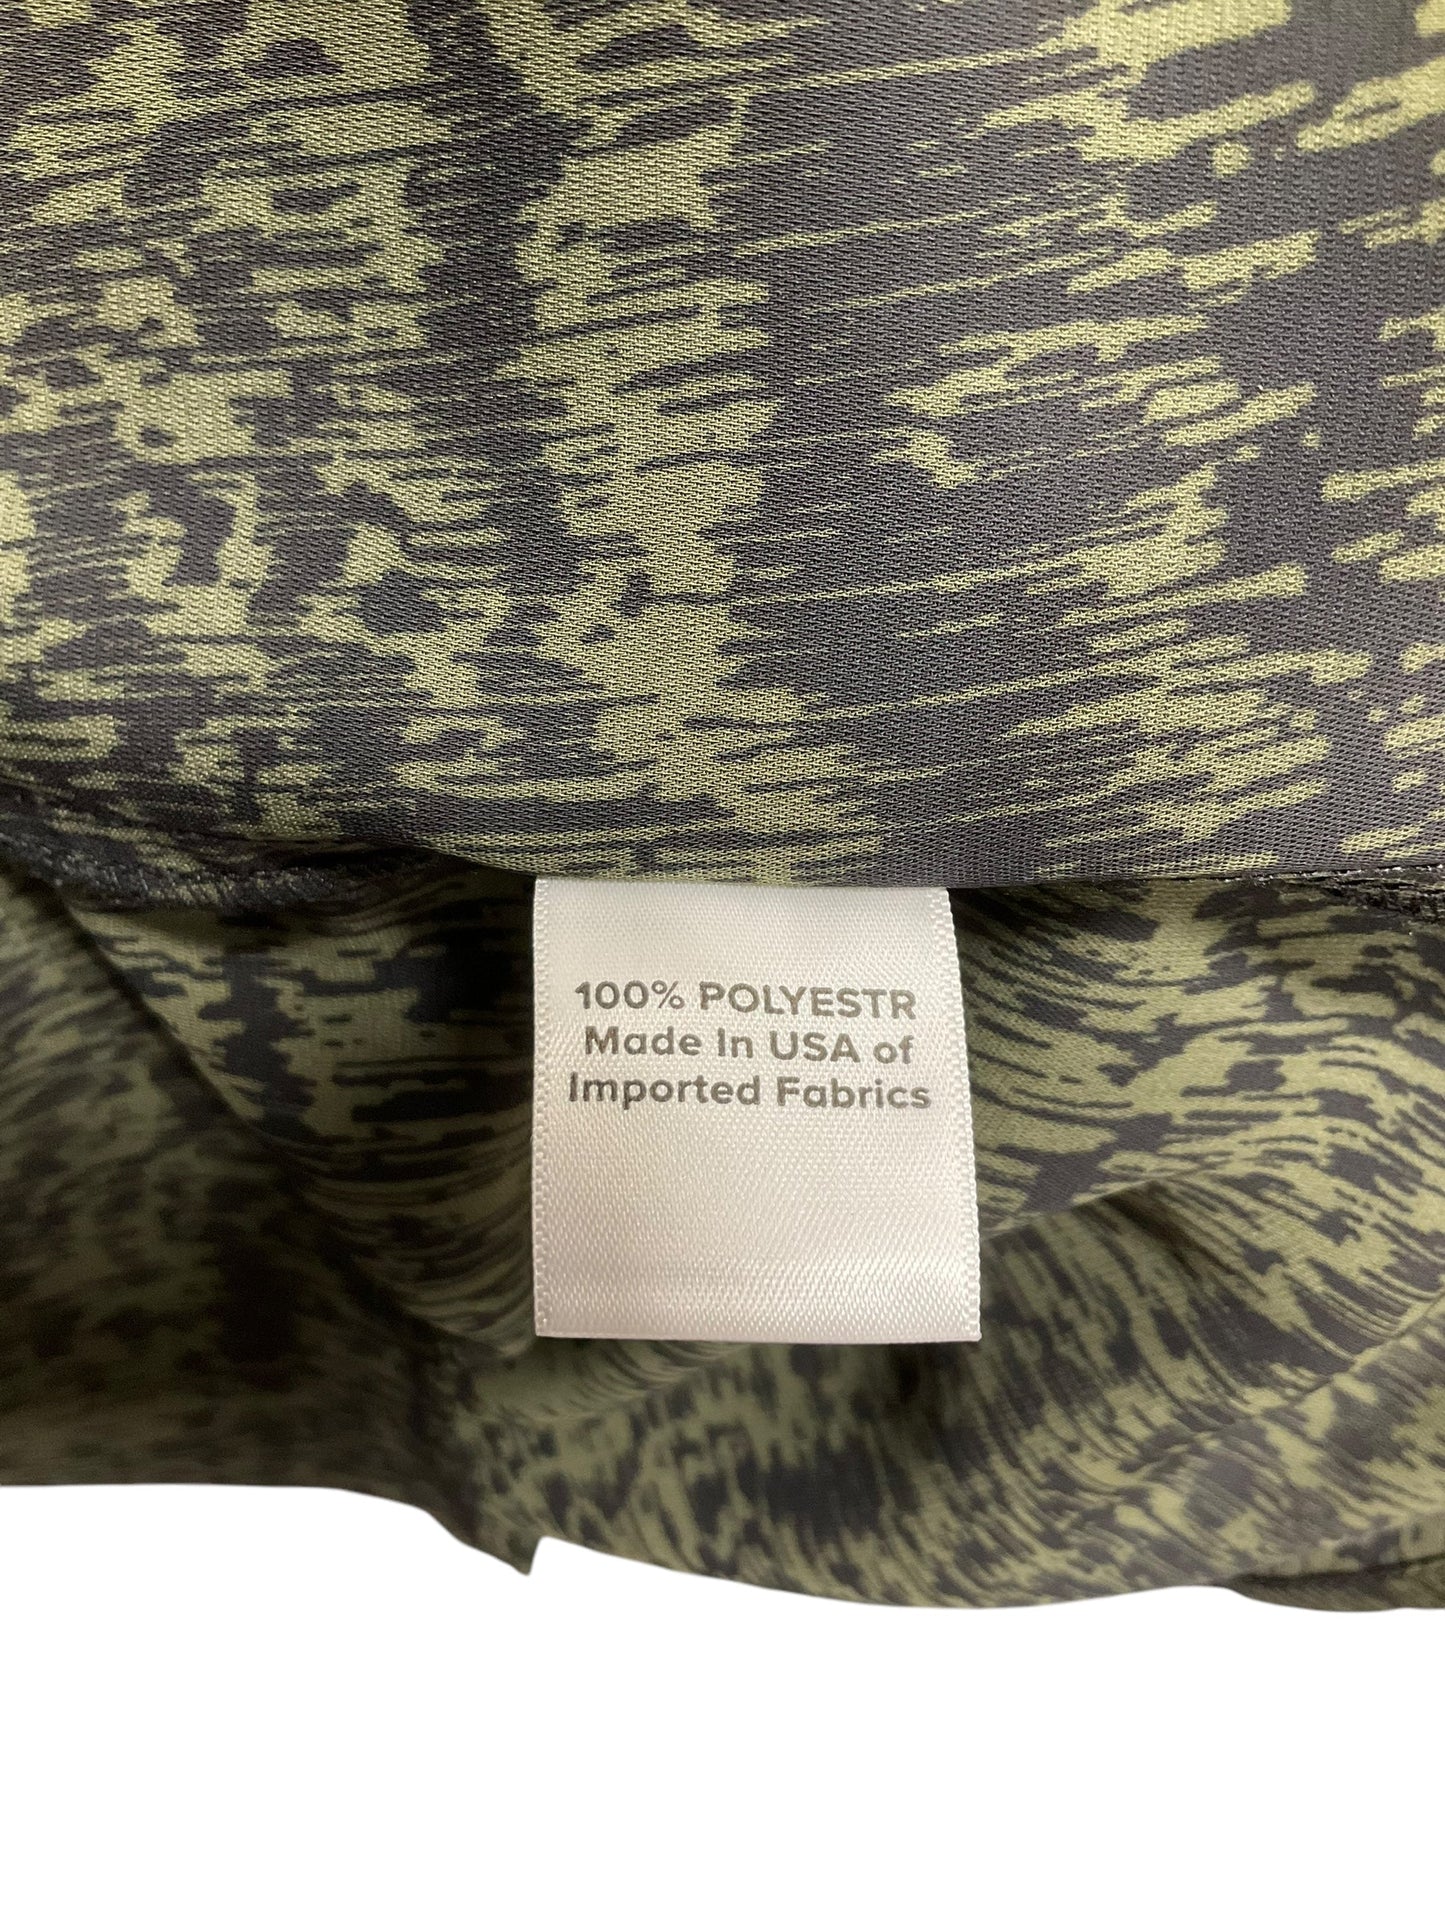 100% POLYESTR
Made In USA of
Imported Fabrics